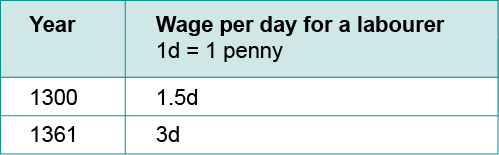 Year Wage per day for a labourer
1d = 1 penny
1300 1.5d
1361 3d